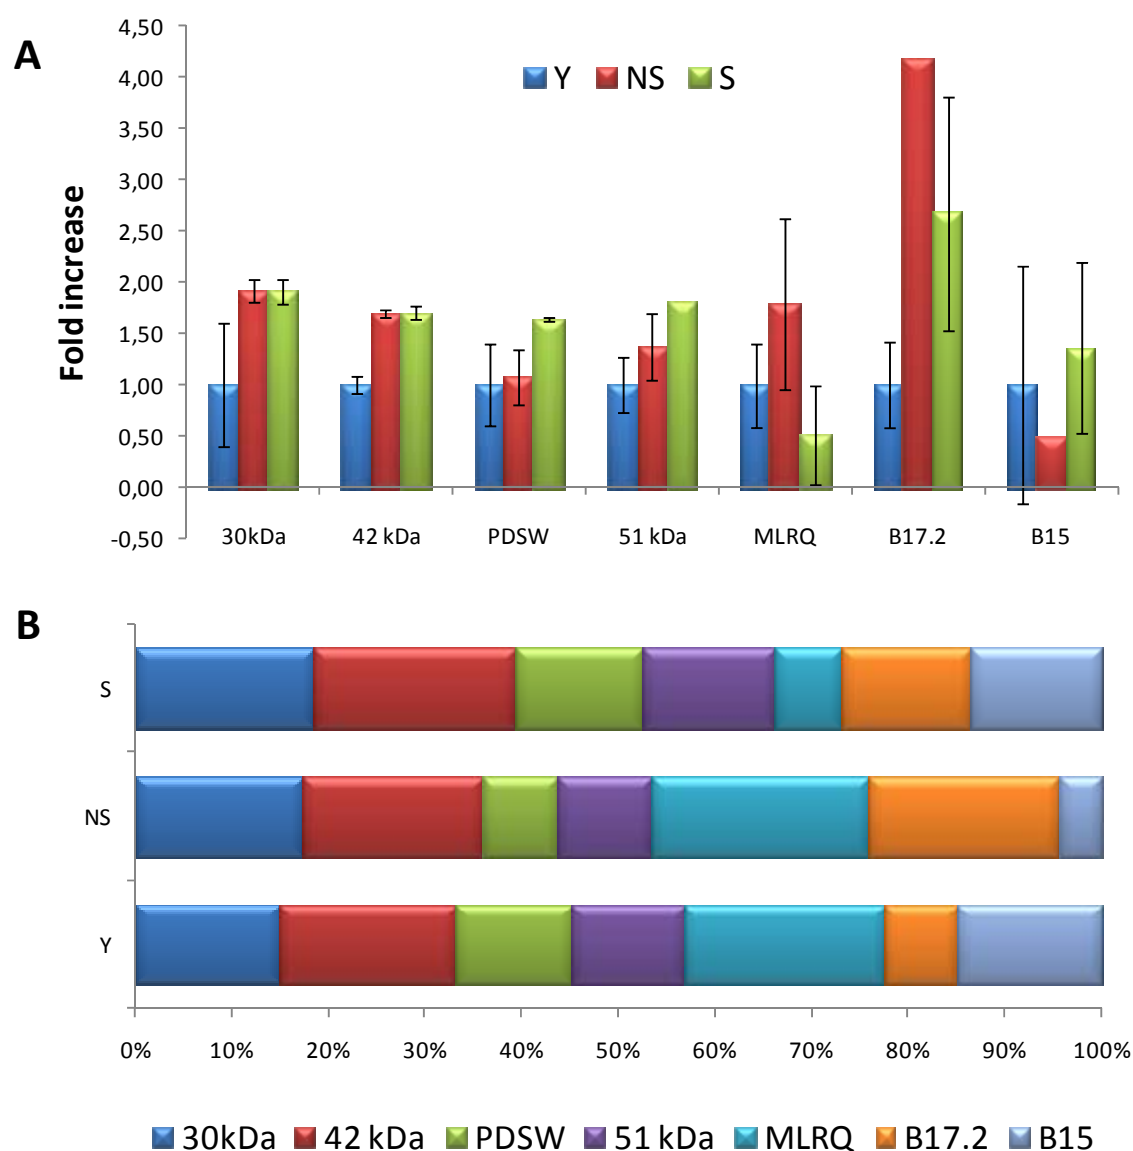 A
Fold increase
4,50
4,00
3,50
3,00
2,50
2,00
1,50
1,00
0,50
0,00
-0,50
Y NS S
30kDa 42 kDa PDSW 51 kDa MLRQ B17.2 B15
B
S
NS
Y
0% 10% 20% 30% 40% 50% 60% 70% 80% 90% 100%
30kDa 42 kDa PDSW 51 kDa MLRQ B17.2 B15